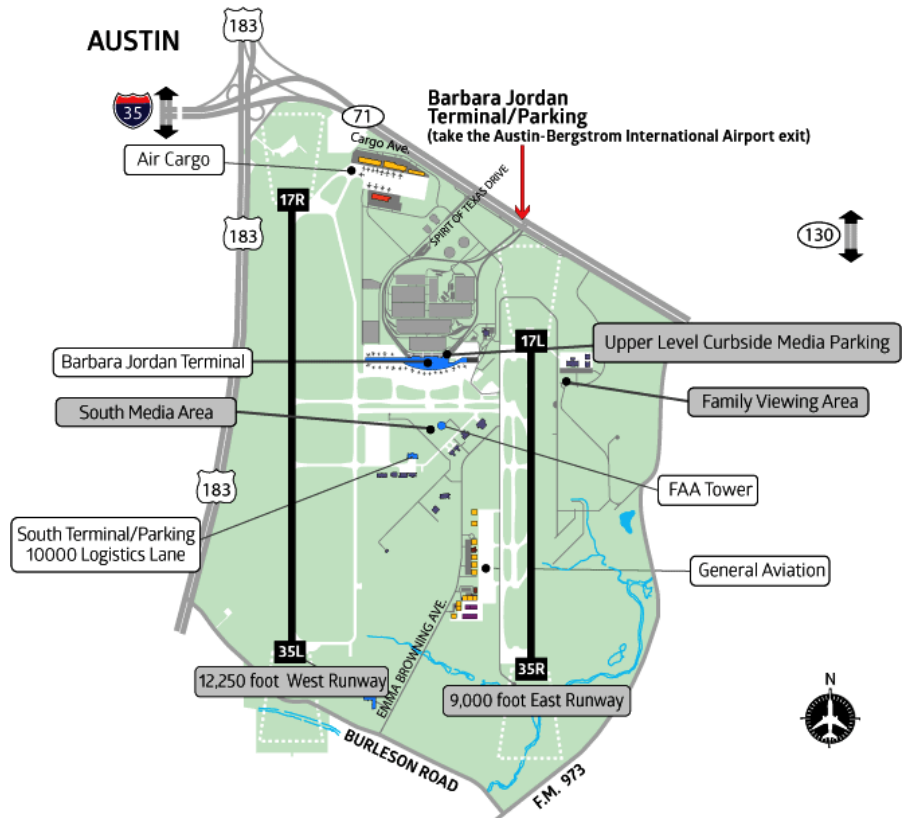 183
AUSTIN
35
71
Barbara Jordan
Terminal/Parking
(take the Austin-Bergstrom International Airport exit)
Cargo Ave.
Air Cargo
17R
SPIRIT OF TEXAS DRIVE
183
130
17L
Upper Level Curbside Media Parking
Barbara Jordan Terminal
South Media Area
Family Viewing Area
183
FAA Tower
South Terminal/Parking
10000 Logistics Lane
General Aviation
EMMA BROWNING AVE.
35L
35R
12,250 foot West Runway
9,000 foot East Runway
N
BURLESON ROAD
F.M. 973